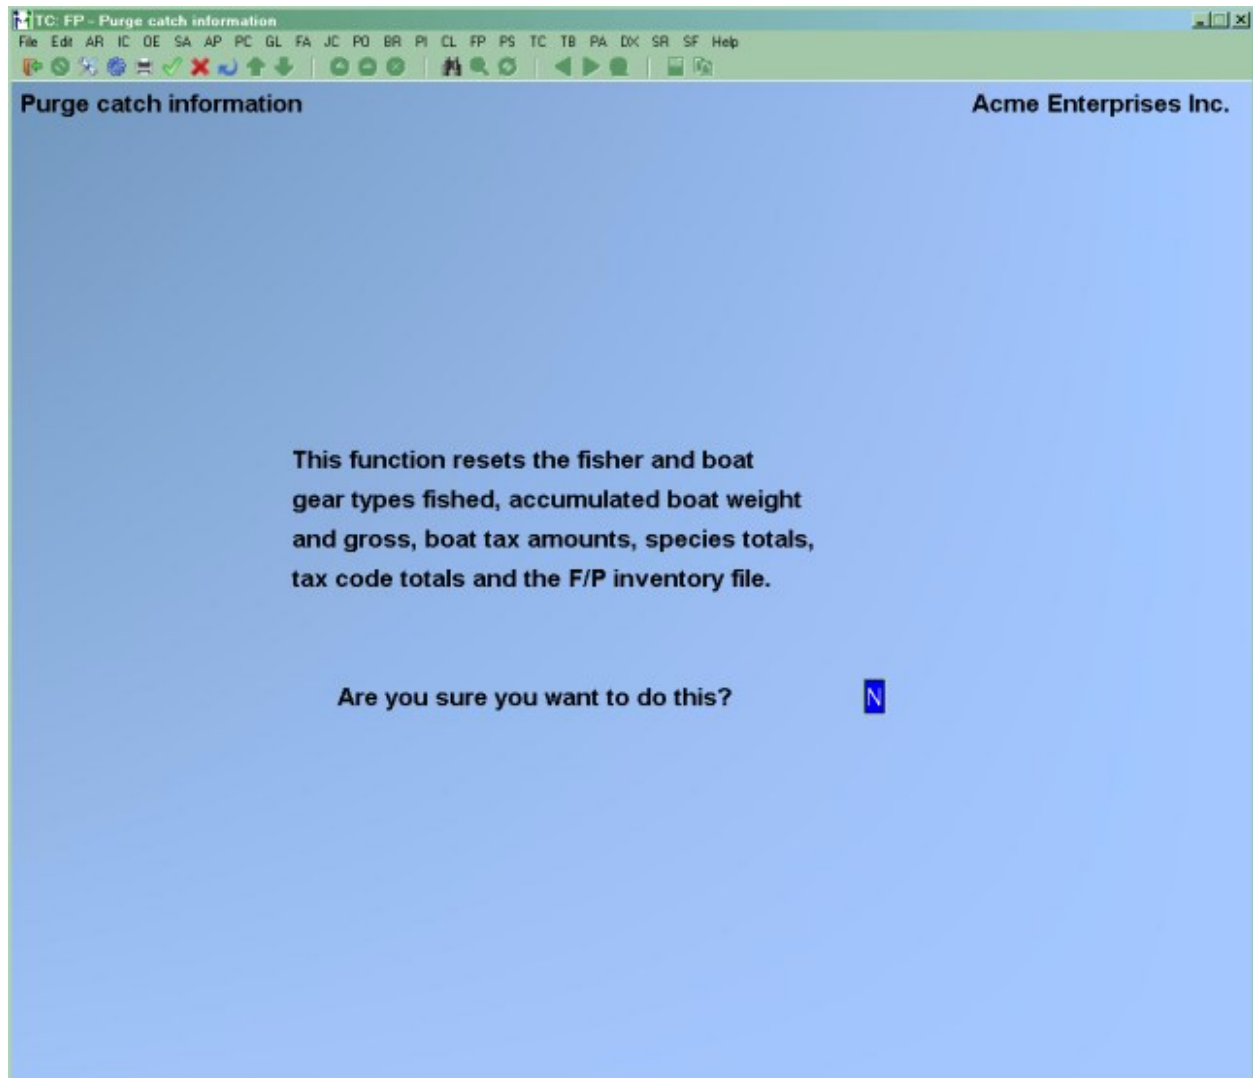 TC: FP - Purge catch information
File Edit AR IC OE SA AP PC GL FA JC PO BR PI CL FP PS TC TB PA DX SR SF Help
Purge catch information Acme Enterprises Inc.
This function resets the fisher and boat
gear types fished, accumulated boat weight
and gross, boat tax amounts, species totals,
tax code totals and the F/P inventory file.
Are you sure you want to do this? N